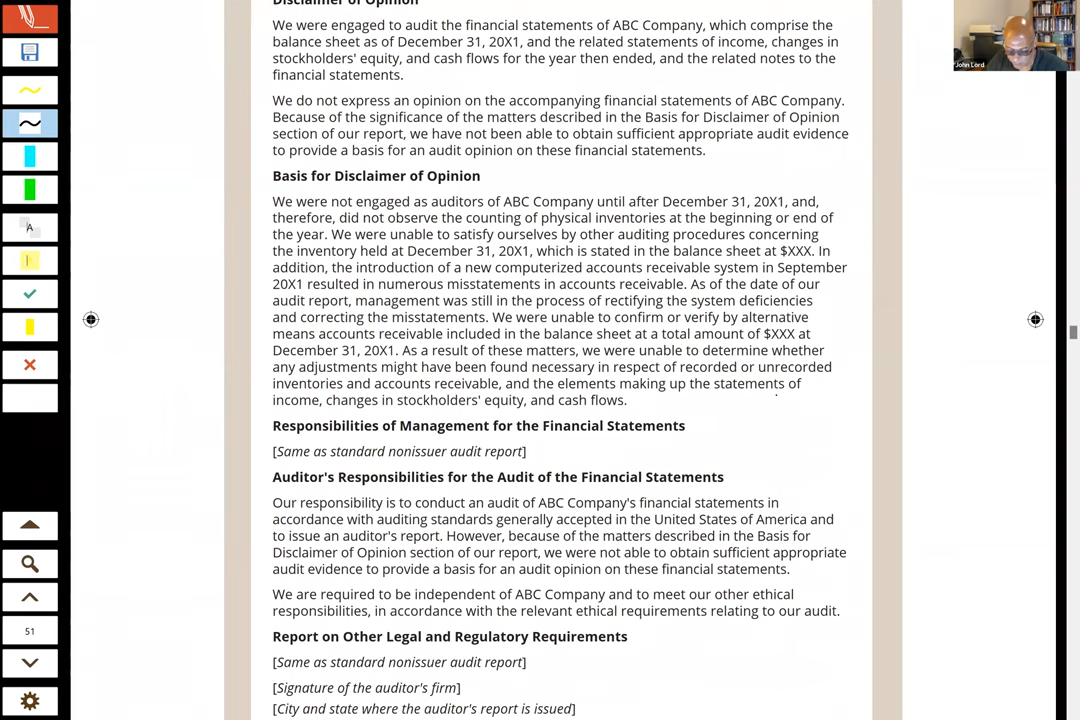 Disclaimer of Opinion
We were engaged to audit the financial statements of ABC Company, which comprise the
balance sheet as of December 31, 20X1, and the related statements of income, changes in
stockholders' equity, and cash flows for the year then ended, and the related notes to the
financial statements.
We do not express an opinion on the accompanying financial statements of ABC Company.
Because of the significance of the matters described in the Basis for Disclaimer of Opinion
section of our report, we have not been able to obtain sufficient appropriate audit evidence
to provide a basis for an audit opinion on these financial statements.
Basis for Disclaimer of Opinion
We were not engaged as auditors of ABC Company until after December 31, 20X1, and,
therefore, did not observe the counting of physical inventories at the beginning or end of
the year. We were unable to satisfy ourselves by other auditing procedures concerning
the inventory held at December 31, 20X1, which is stated in the balance sheet at $XXX. In
addition, the introduction of a new computerized accounts receivable system in September
20X1 resulted in numerous misstatements in accounts receivable. As of the date of our
audit report, management was still in the process of rectifying the system deficiencies
and correcting the misstatements. We were unable to confirm or verify by alternative
means accounts receivable included in the balance sheet at a total amount of $XXX at
December 31, 20X1. As a result of these matters, we were unable to determine whether
any adjustments might have been found necessary in respect of recorded or unrecorded
inventories and accounts receivable, and the elements making up the statements of
income, changes in stockholders' equity, and cash flows.
Responsibilities of Management for the Financial Statements
[Same as standard nonissuer audit report]
Auditor's Responsibilities for the Audit of the Financial Statements
Our responsibility is to conduct an audit of ABC Company's financial statements in
accordance with auditing standards generally accepted in the United States of America and
to issue an auditor's report. However, because of the matters described in the Basis for
Disclaimer of Opinion section of our report, we were not able to obtain sufficient appropriate
audit evidence to provide a basis for an audit opinion on these financial statements.
We are required to be independent of ABC Company and to meet our other ethical
responsibilities, in accordance with the relevant ethical requirements relating to our audit.
Report on Other Legal and Regulatory Requirements
[Same as standard nonissuer audit report]
[Signature of the auditor's firm]
[City and state where the auditor's report is issued]
A
51
John Lord